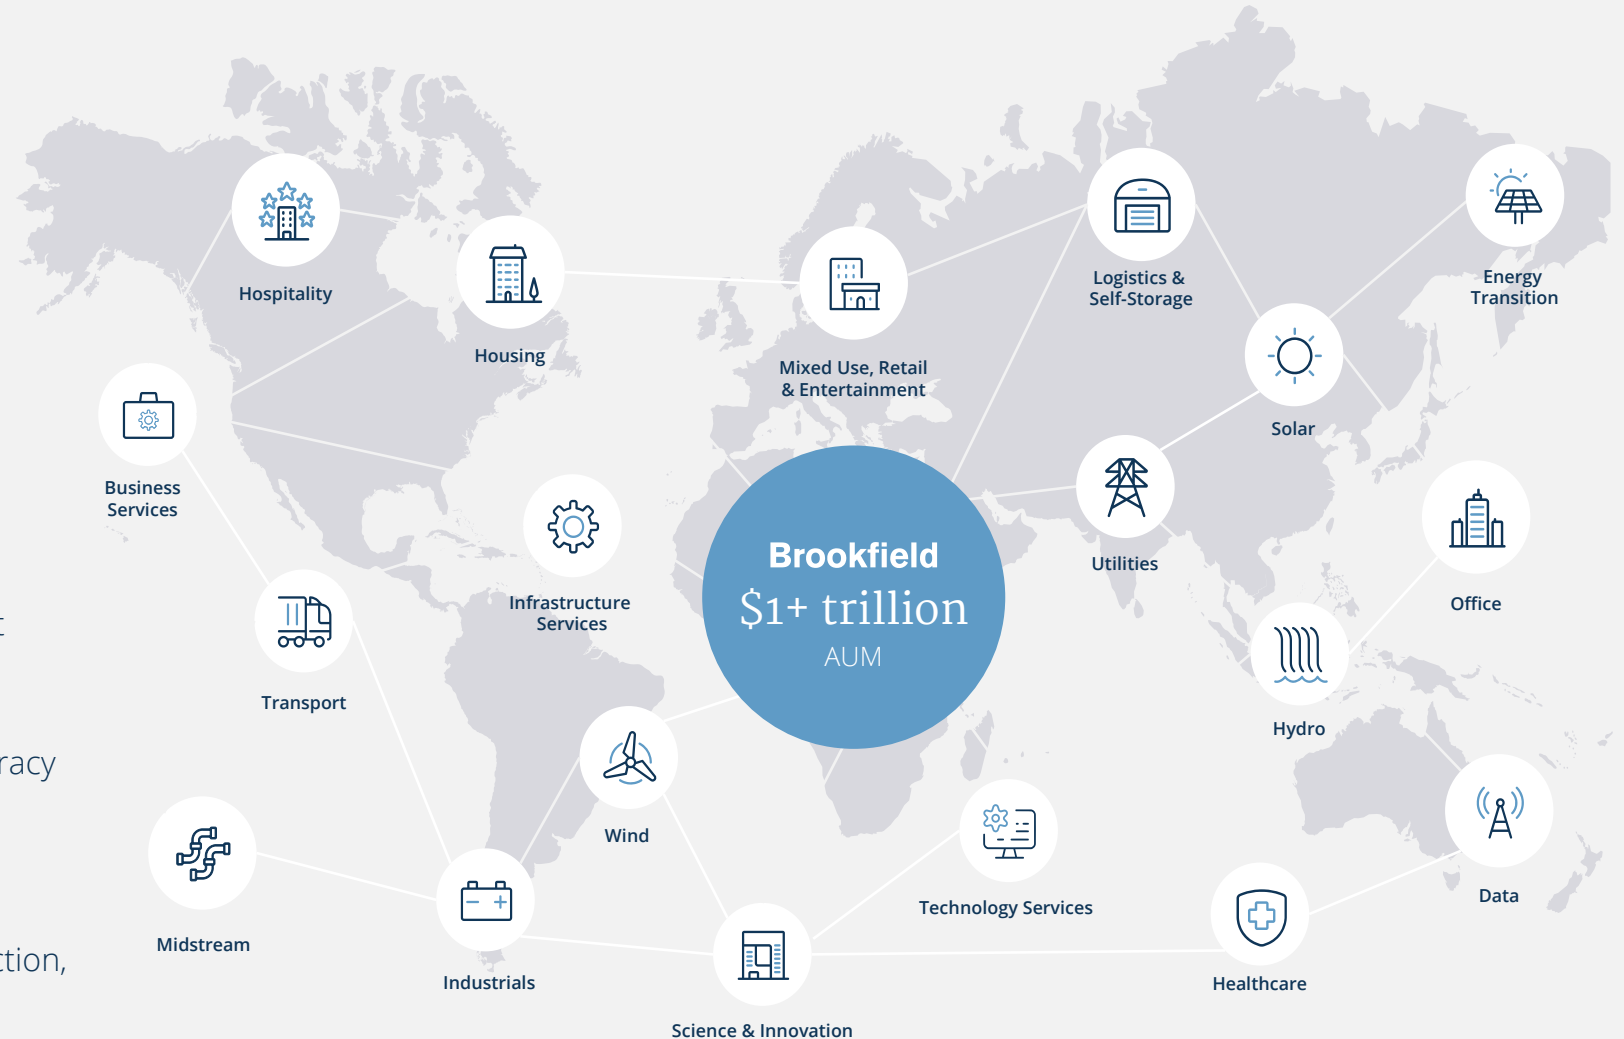 Hospitality
Housing
Mixed Use, Retail
& Entertainment
Logistics &
Self-Storage
Energy
Transition
Solar
Business
Services
Infrastructure
Services
Brookfield
$1+ trillion
AUM
Utilities
Office
Transport
Hydro
Wind
Technology Services
Data
Midstream
Industrials
Healthcare
Science & Innovation
t
racy
ction,